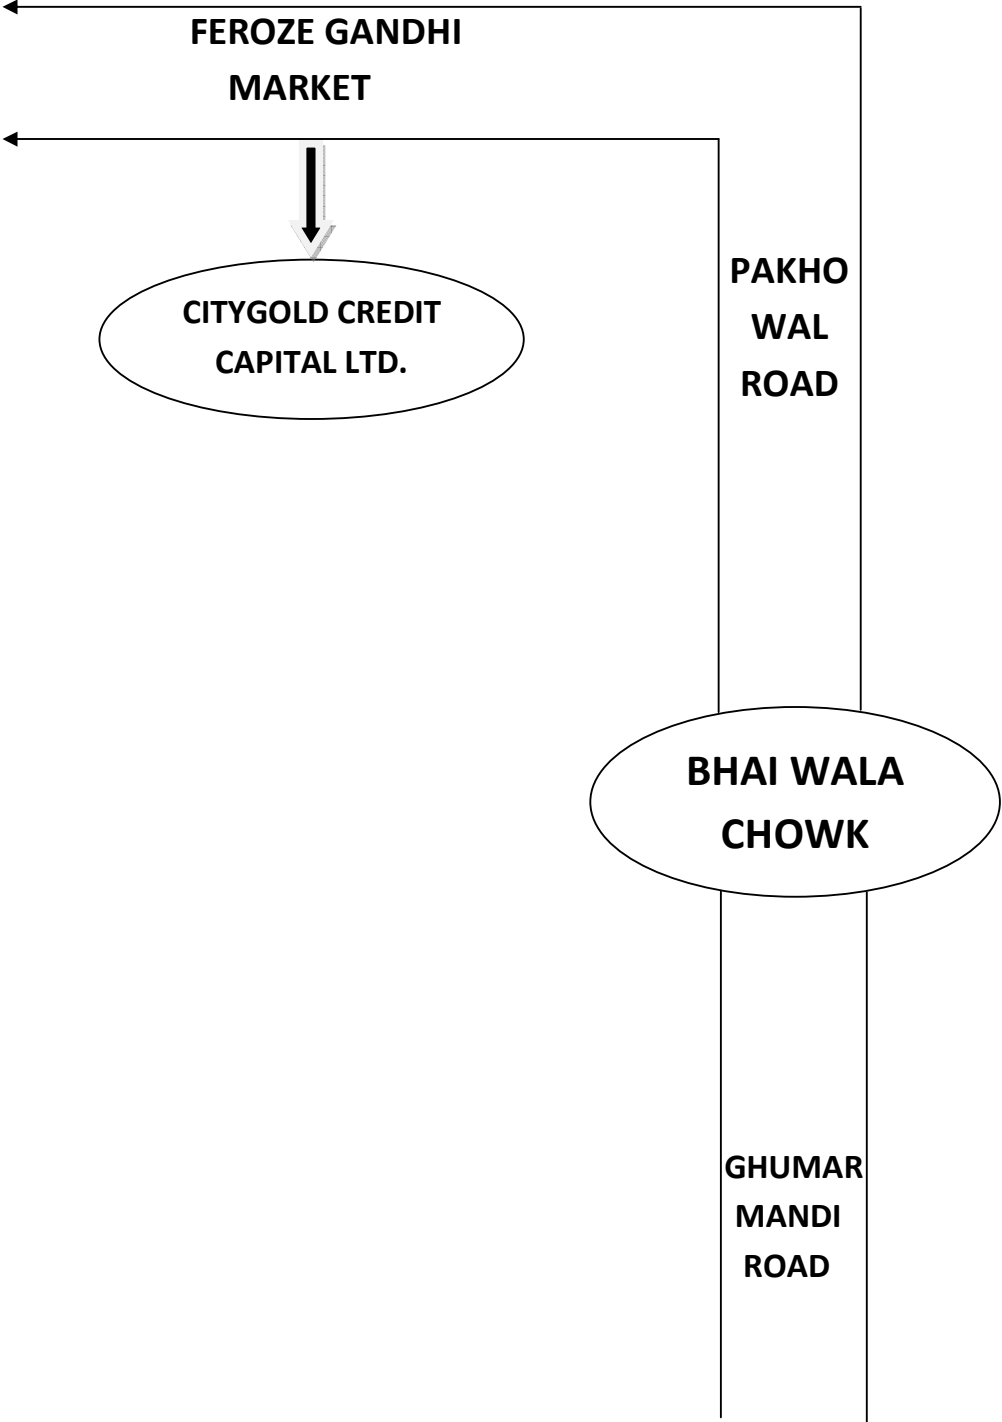 FEROZE GANDHI
MARKET
PAKHO
WAL
ROAD
CITYGOLD CREDIT
CAPITAL LTD.
BHAI WALA
CHOWK
GHUMAR
MANDI
ROAD